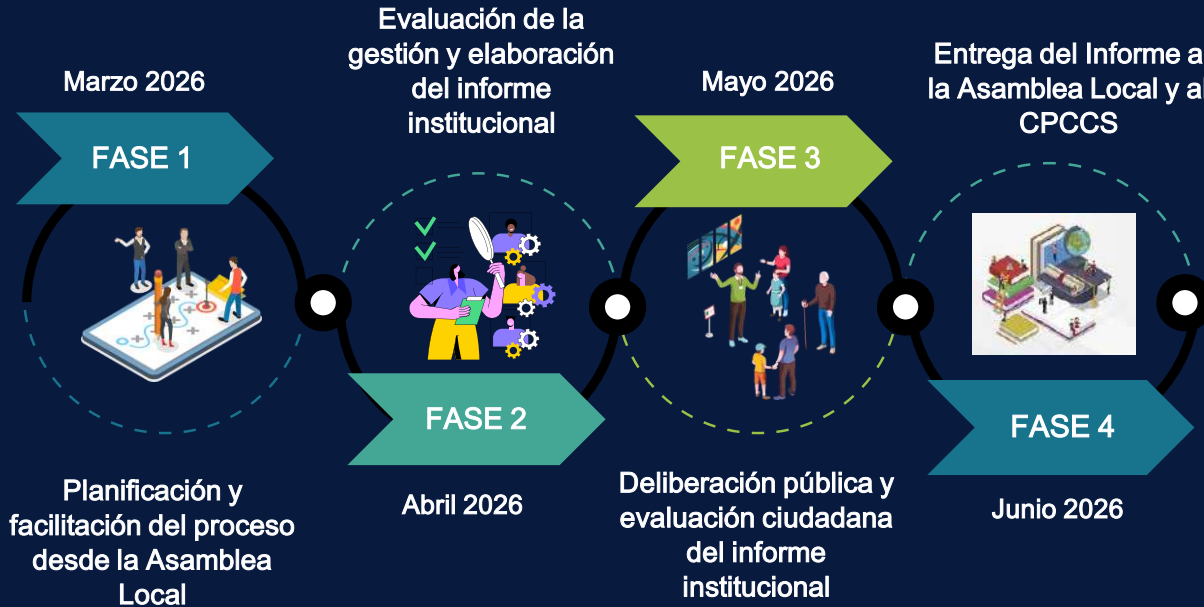 Marzo 2026
FASE 1
Planificación y
facilitación del proceso
desde la Asamblea
Local
Evaluación de la
gestión y elaboración
del informe
institucional
FASE 2
Abril 2026
Mayo 2026
FASE 3
Deliberación pública y
evaluación ciudadana
del informe
institucional
Entrega del Informe a
la Asamblea Local y al
CPCCS
FASE 4
Junio 2026